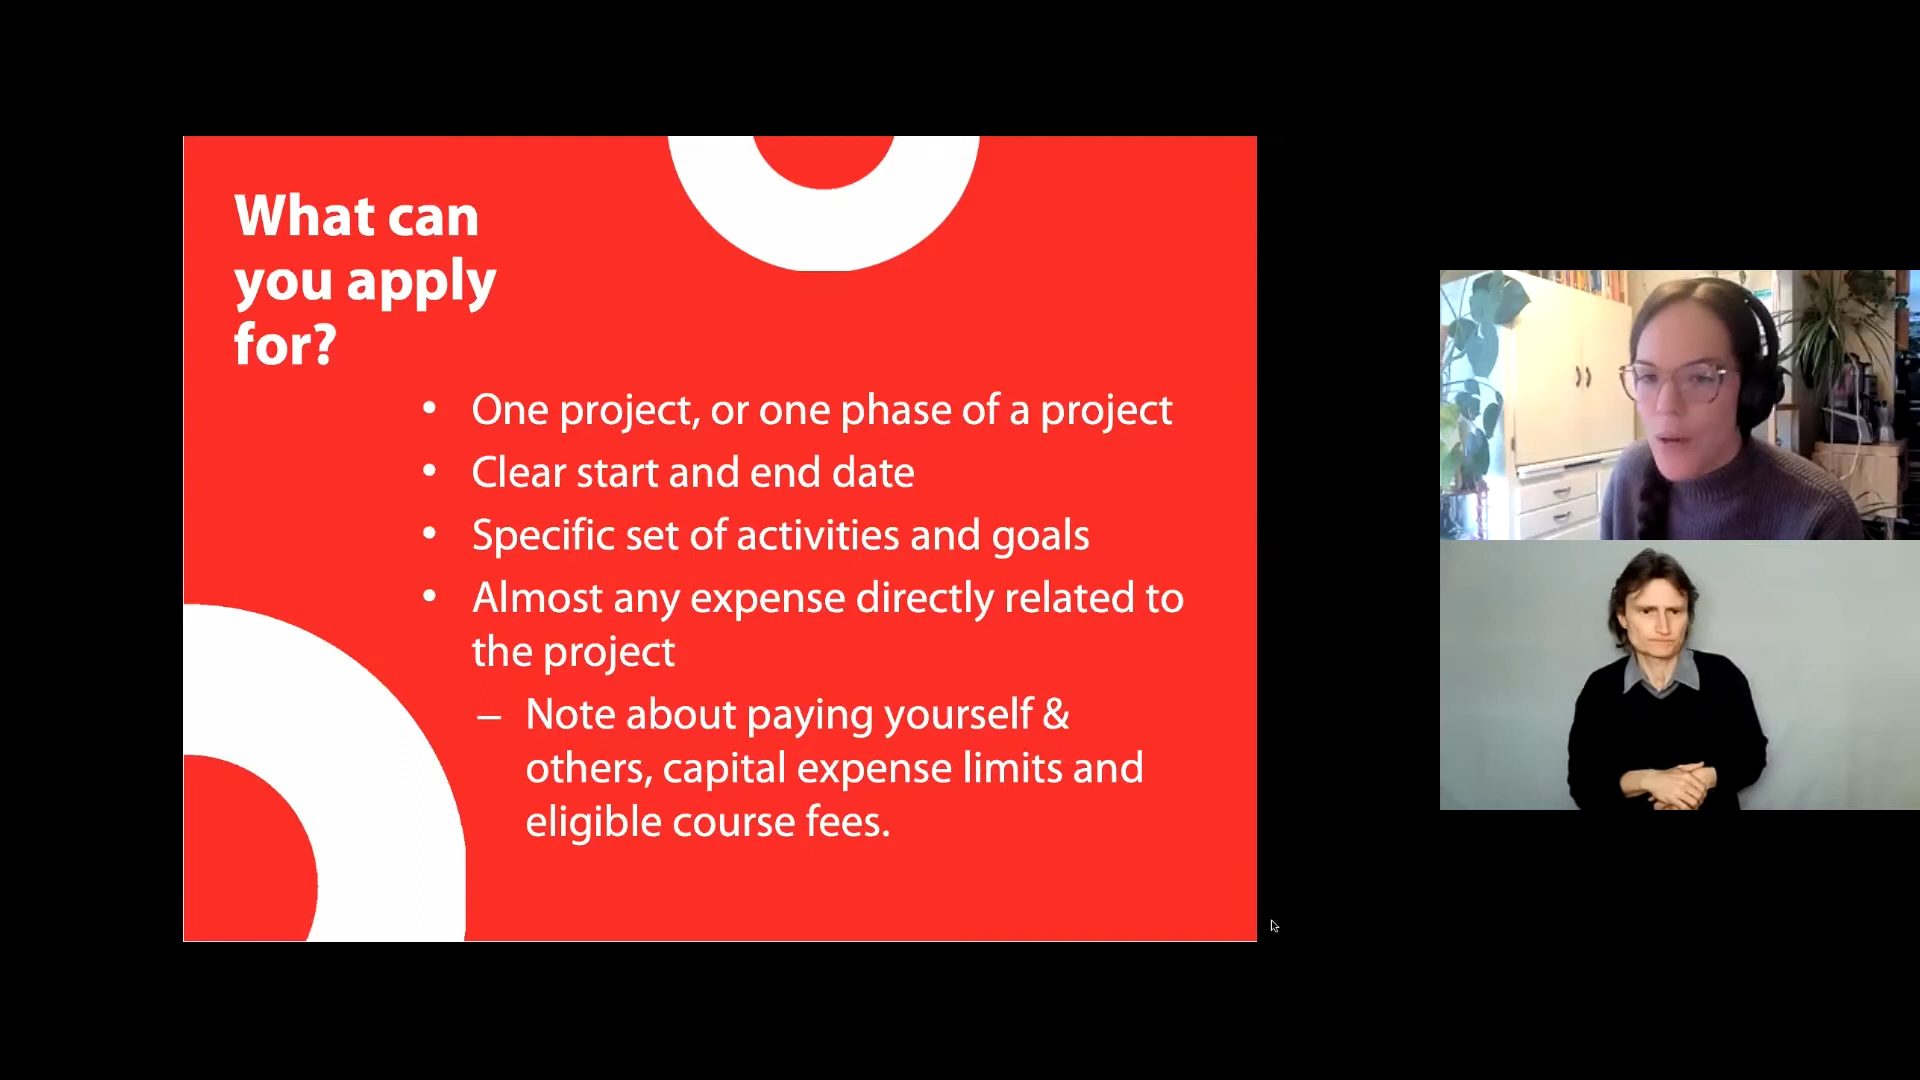 What can
you apply
for?
• One project, or one phase of a project
• Clear start and end date
• Specific set of activities and goals
• Almost any expense directly related to
the project
– Note about paying yourself &
others, capital expense limits and
eligible course fees.